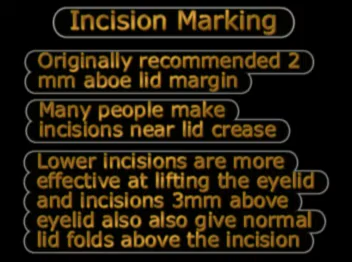 Incision Marking
Originally recommended 2
mm aboe lid margin
Many people make
incisions near lid crease
Lower incisions are more
effective at lifting the eyelid
and incisions 3mm above
eyelid also also give normal
lid folds above the incision